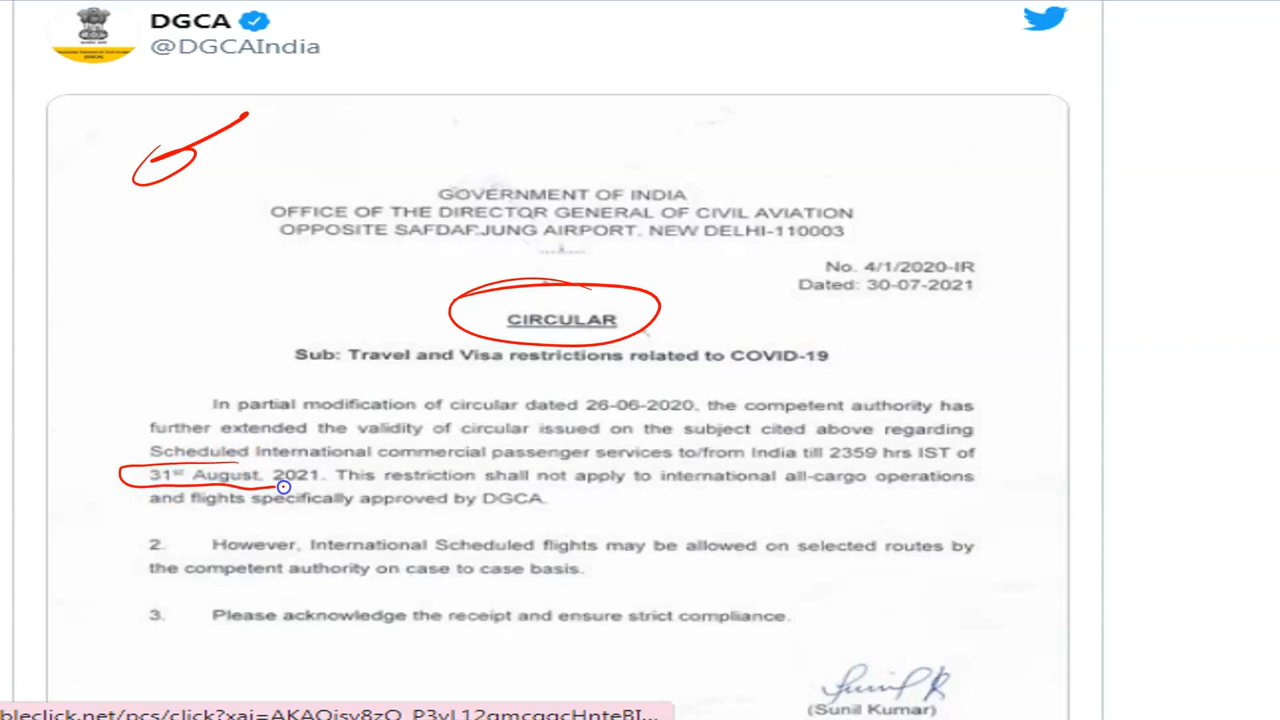 DGCA
@DGCAIndia
GOVERNMENT OF INDIA
OFFICE OF THE DIRECTOR GENERAL OF CIVIL AVIATION
OPPOSITE SAFDARJUNG AIRPORT, NEW DELHI-110003
No. 4/1/2020-IR
Dated: 30-07-2021
CIRCULAR
Sub: Travel and Visa restrictions related to COVID-19
In partial modification of circular dated 26-06-2020, the competent authority has
further extended the validity of circular issued on the subject cited above regarding
Scheduled International commercial passenger services to/from India till 2359 hrs IST of
31st August, 2021. This restriction shall not apply to international all-cargo operations
and flights specifically approved by DGCA.
2. However, International Scheduled flights may be allowed on selected routes by
the competent authority on case to case basis.
3. Please acknowledge the receipt and ensure strict compliance.
(Sunil Kumar)